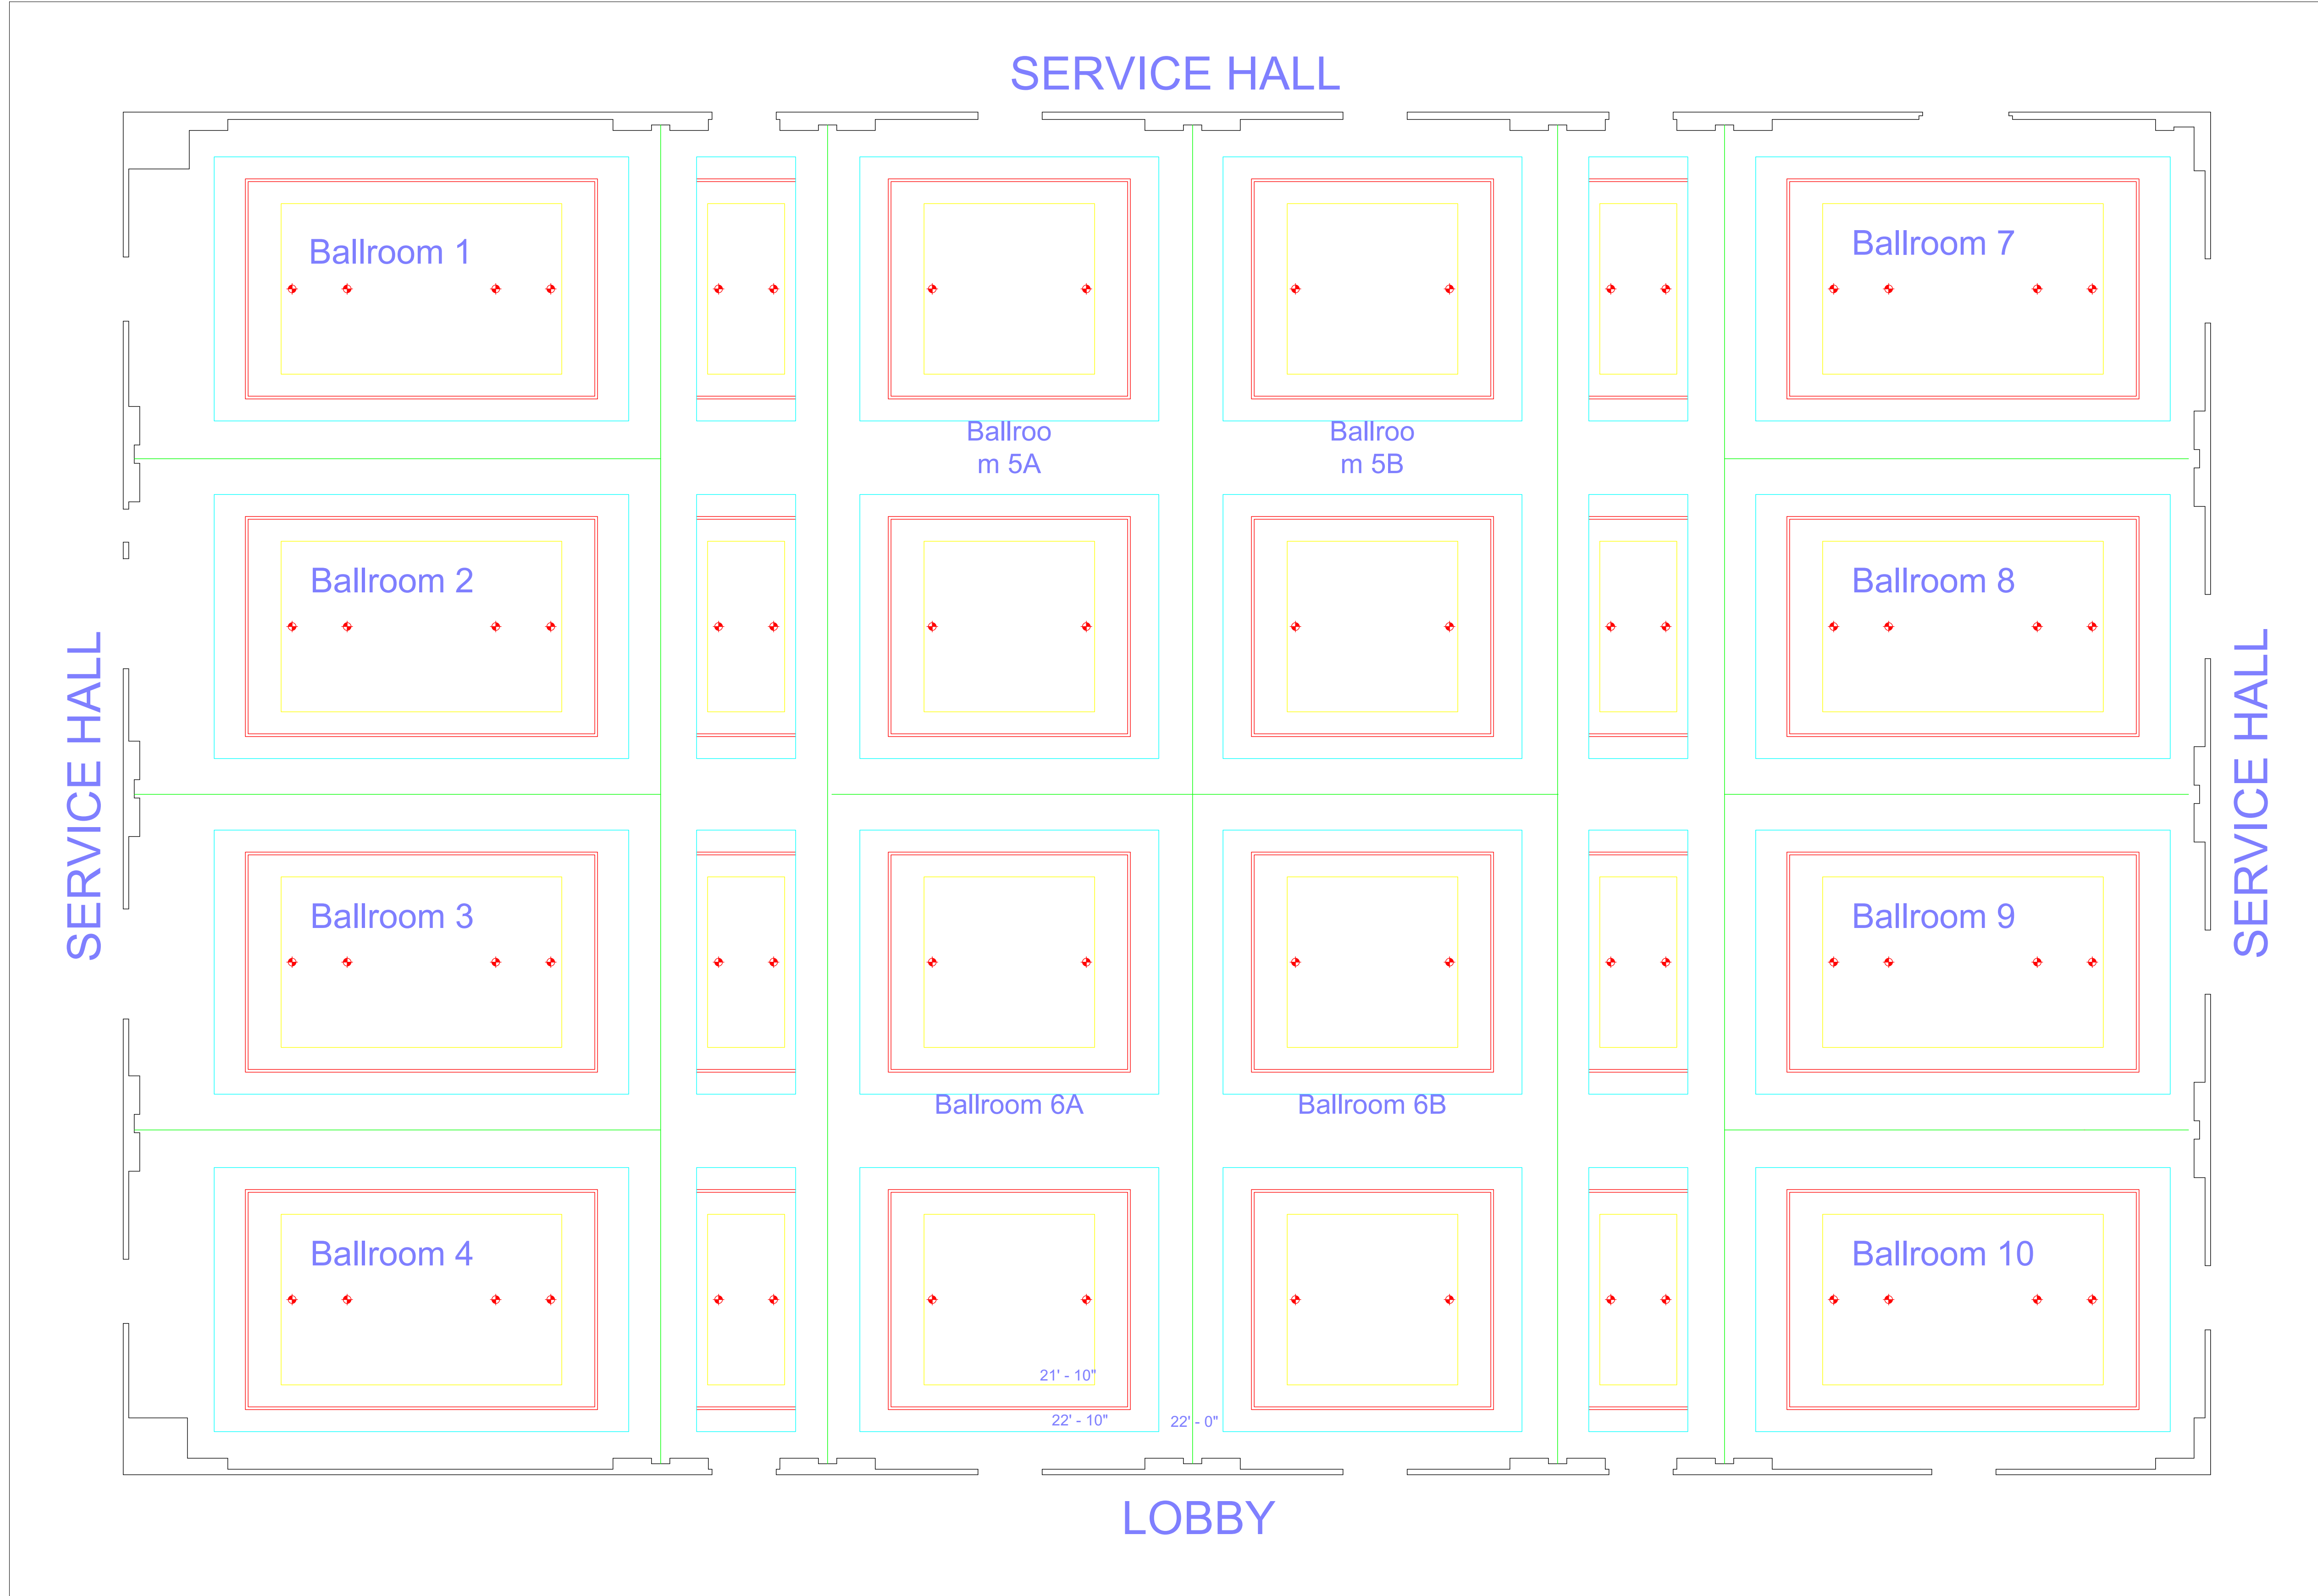 SERVICE HALL
Ballroom 1
Ballroom 7
Ballroo
m 5A
Ballroo
m 5B
Ballroom 2
Ballroom 8
SERVICE HALL
SERVICE HALL
Ballroom 3
Ballroom 9
Ballroom 6A
Ballroom 6B
Ballroom 4
Ballroom 10
21' - 10"
22' - 10"
22' - 0"
LOBBY